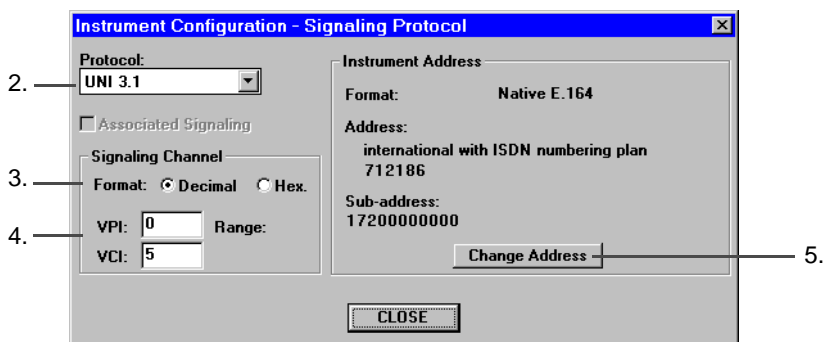 Instrument Configuration - Signaling Protocol
Protocol:
2.
UNI 3.1
Associated Signaling
Signaling Channel
3.
Format: Decimal Hex.
4.
VPI: 0 Range:
VCI: 5
Instrument Address
Format: Native E.164
Address:
international with ISDN numbering plan
712186
Sub-address:
17200000000
Change Address
5.
CLOSE